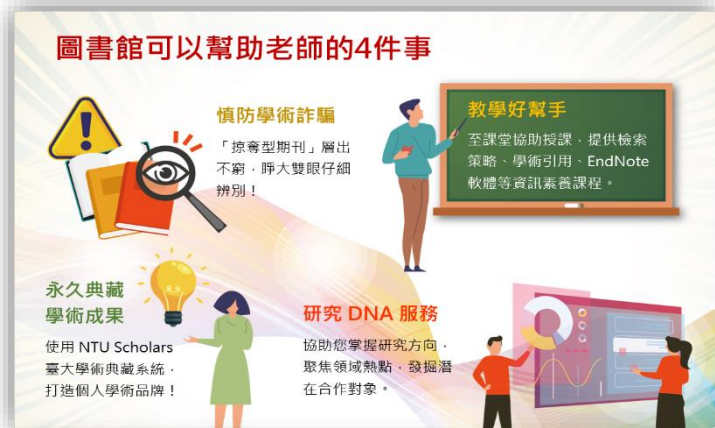 圖書館可以幫助老師的4件事
慎防學術詐騙
「掠奪型期刊」層出
不窮，睜大雙眼仔細
辨別！
教學好幫手
至課堂協助授課，提供檢索
策略、學術引用、EndNote
軟體等資訊素養課程。
永久典藏
學術成果
使用 NTU Scholars
臺大學術典藏系統，
打造個人學術品牌！
研究 DNA 服務
協助您掌握研究方向，
聚焦領域熱點，發掘潛
在合作對象。